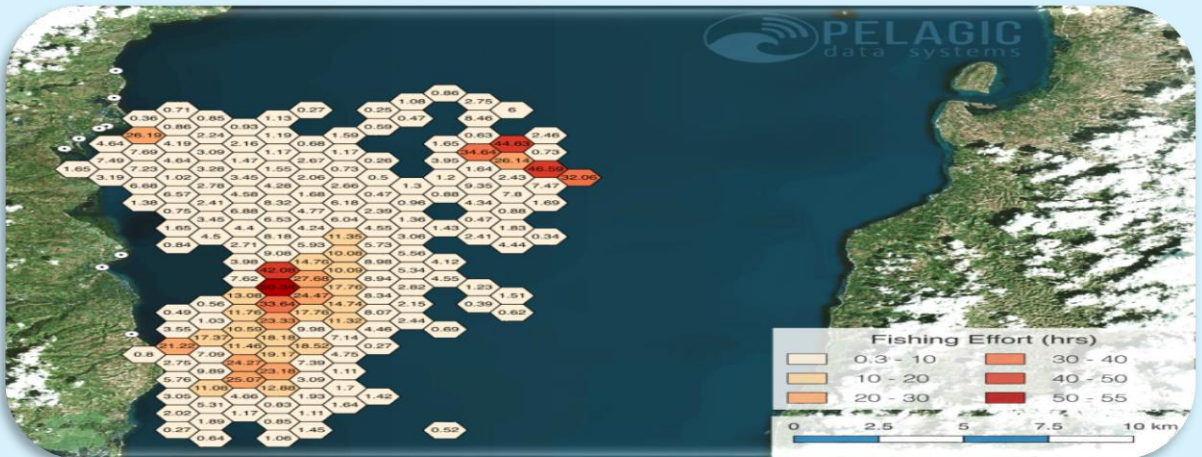 PELAGIC
data systems
0.86
1.08 2.75
0.71 0.27 0.25 6
0.36 0.85 1.13 0.47 8.46
0.86 0.93 0.59
26.19 2.24 1.19 1.59 0.63 2.46
4.64 4.19 2.16 0.68 1.65 44.63
7.69 3.09 1.17 1.17 34.64 0.73
7.49 4.64 1.47 2.67 0.26 3.95 26.14
1.65 7.23 3.28 1.55 0.73 1.64 46.59
3.19 1.02 3.45 2.06 0.5 1.2 2.43 32.06
6.68 2.78 4.28 2.66 1.3 9.35 7.47
6.57 4.58 1.68 0.47 0.88 7.8
1.38 2.41 8.32 6.18 0.96 4.34 1.69
0.75 6.88 4.77 2.39 0.88
3.45 6.53 6.04 1.36 0.47
1.65 4.4 4.24 4.55 1.43 1.83
4.5 8.18 11.35 3.06 2.41 0.34
0.84 2.71 5.93 5.73 4.44
9.08 10.08 5.56
3.98 14.76 8.98 4.12
42.08 10.09 5.34
7.62 27.68 8.94 4.55
17.76 2.82 1.23
13.08 24.47 8.34 1.51
0.56 33.64 14.74 2.15 0.39
0.49 11.76 17.76 8.07 0.62
1.03 23.33 11.32 2.44
3.55 10.59 9.98 4.46 0.69
17.37 18.18 7.14
21.22 11.46 18.52 0.27
0.8 7.09 19.17 4.75
2.75 24.27 7.39
9.89 23.18 1.11
5.76 25.07 3.09
11.08 12.88 1.7
3.05 4.66 1.93 1.42
5.31 0.83 1.64
2.02 1.17 1.11
1.89 0.85
0.27 1.45 0.52
0.64 1.06
Fishing Effort (hrs)
0.3 - 10 30 - 40
10 - 20 40 - 50
20 - 30 50 - 55
0 2.5 5 7.5 10 km